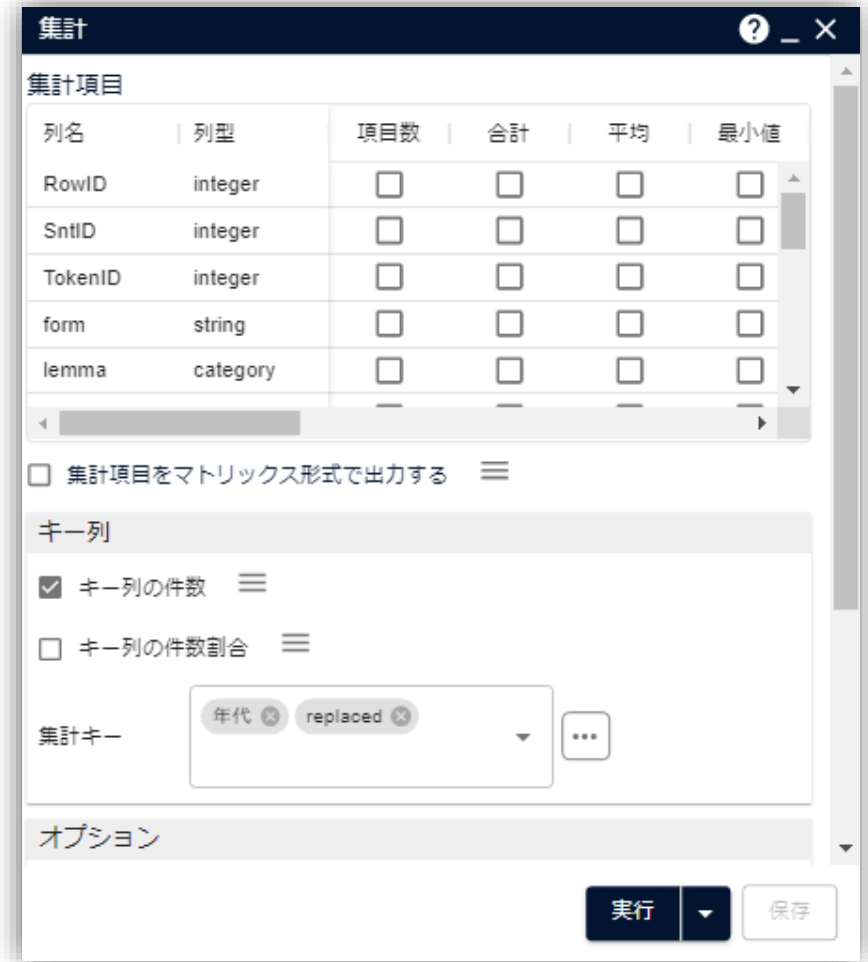 集計
集計項目
列名 列型 項目数 合計 平均 最小値
RowID integer
SntID integer
TokenID integer
form string
lemma category
集計項目をマトリックス形式で出力する
キー列
キー列の件数
キー列の件数割合
集計キー 年代 replaced
オプション
実行 保存